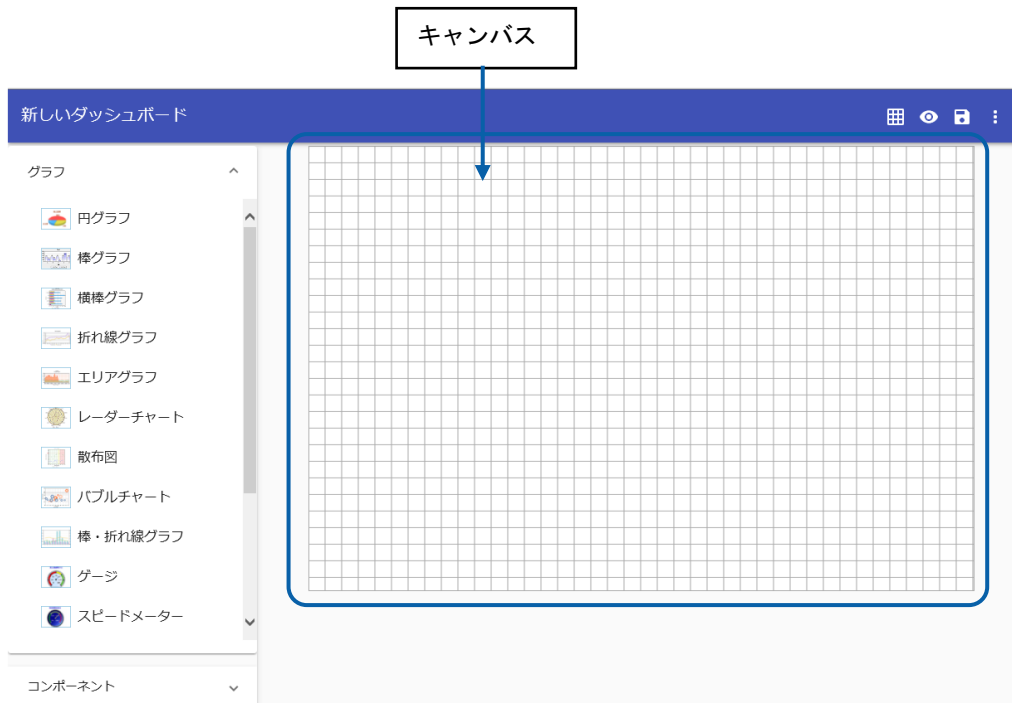 キャンバス
新しいダッシュボード
グラフ
円グラフ
棒グラフ
横棒グラフ
折れ線グラフ
エリアグラフ
レーダーチャート
散布図
バブルチャート
棒・折れ線グラフ
ゲージ
スピードメーター
コンポーネント